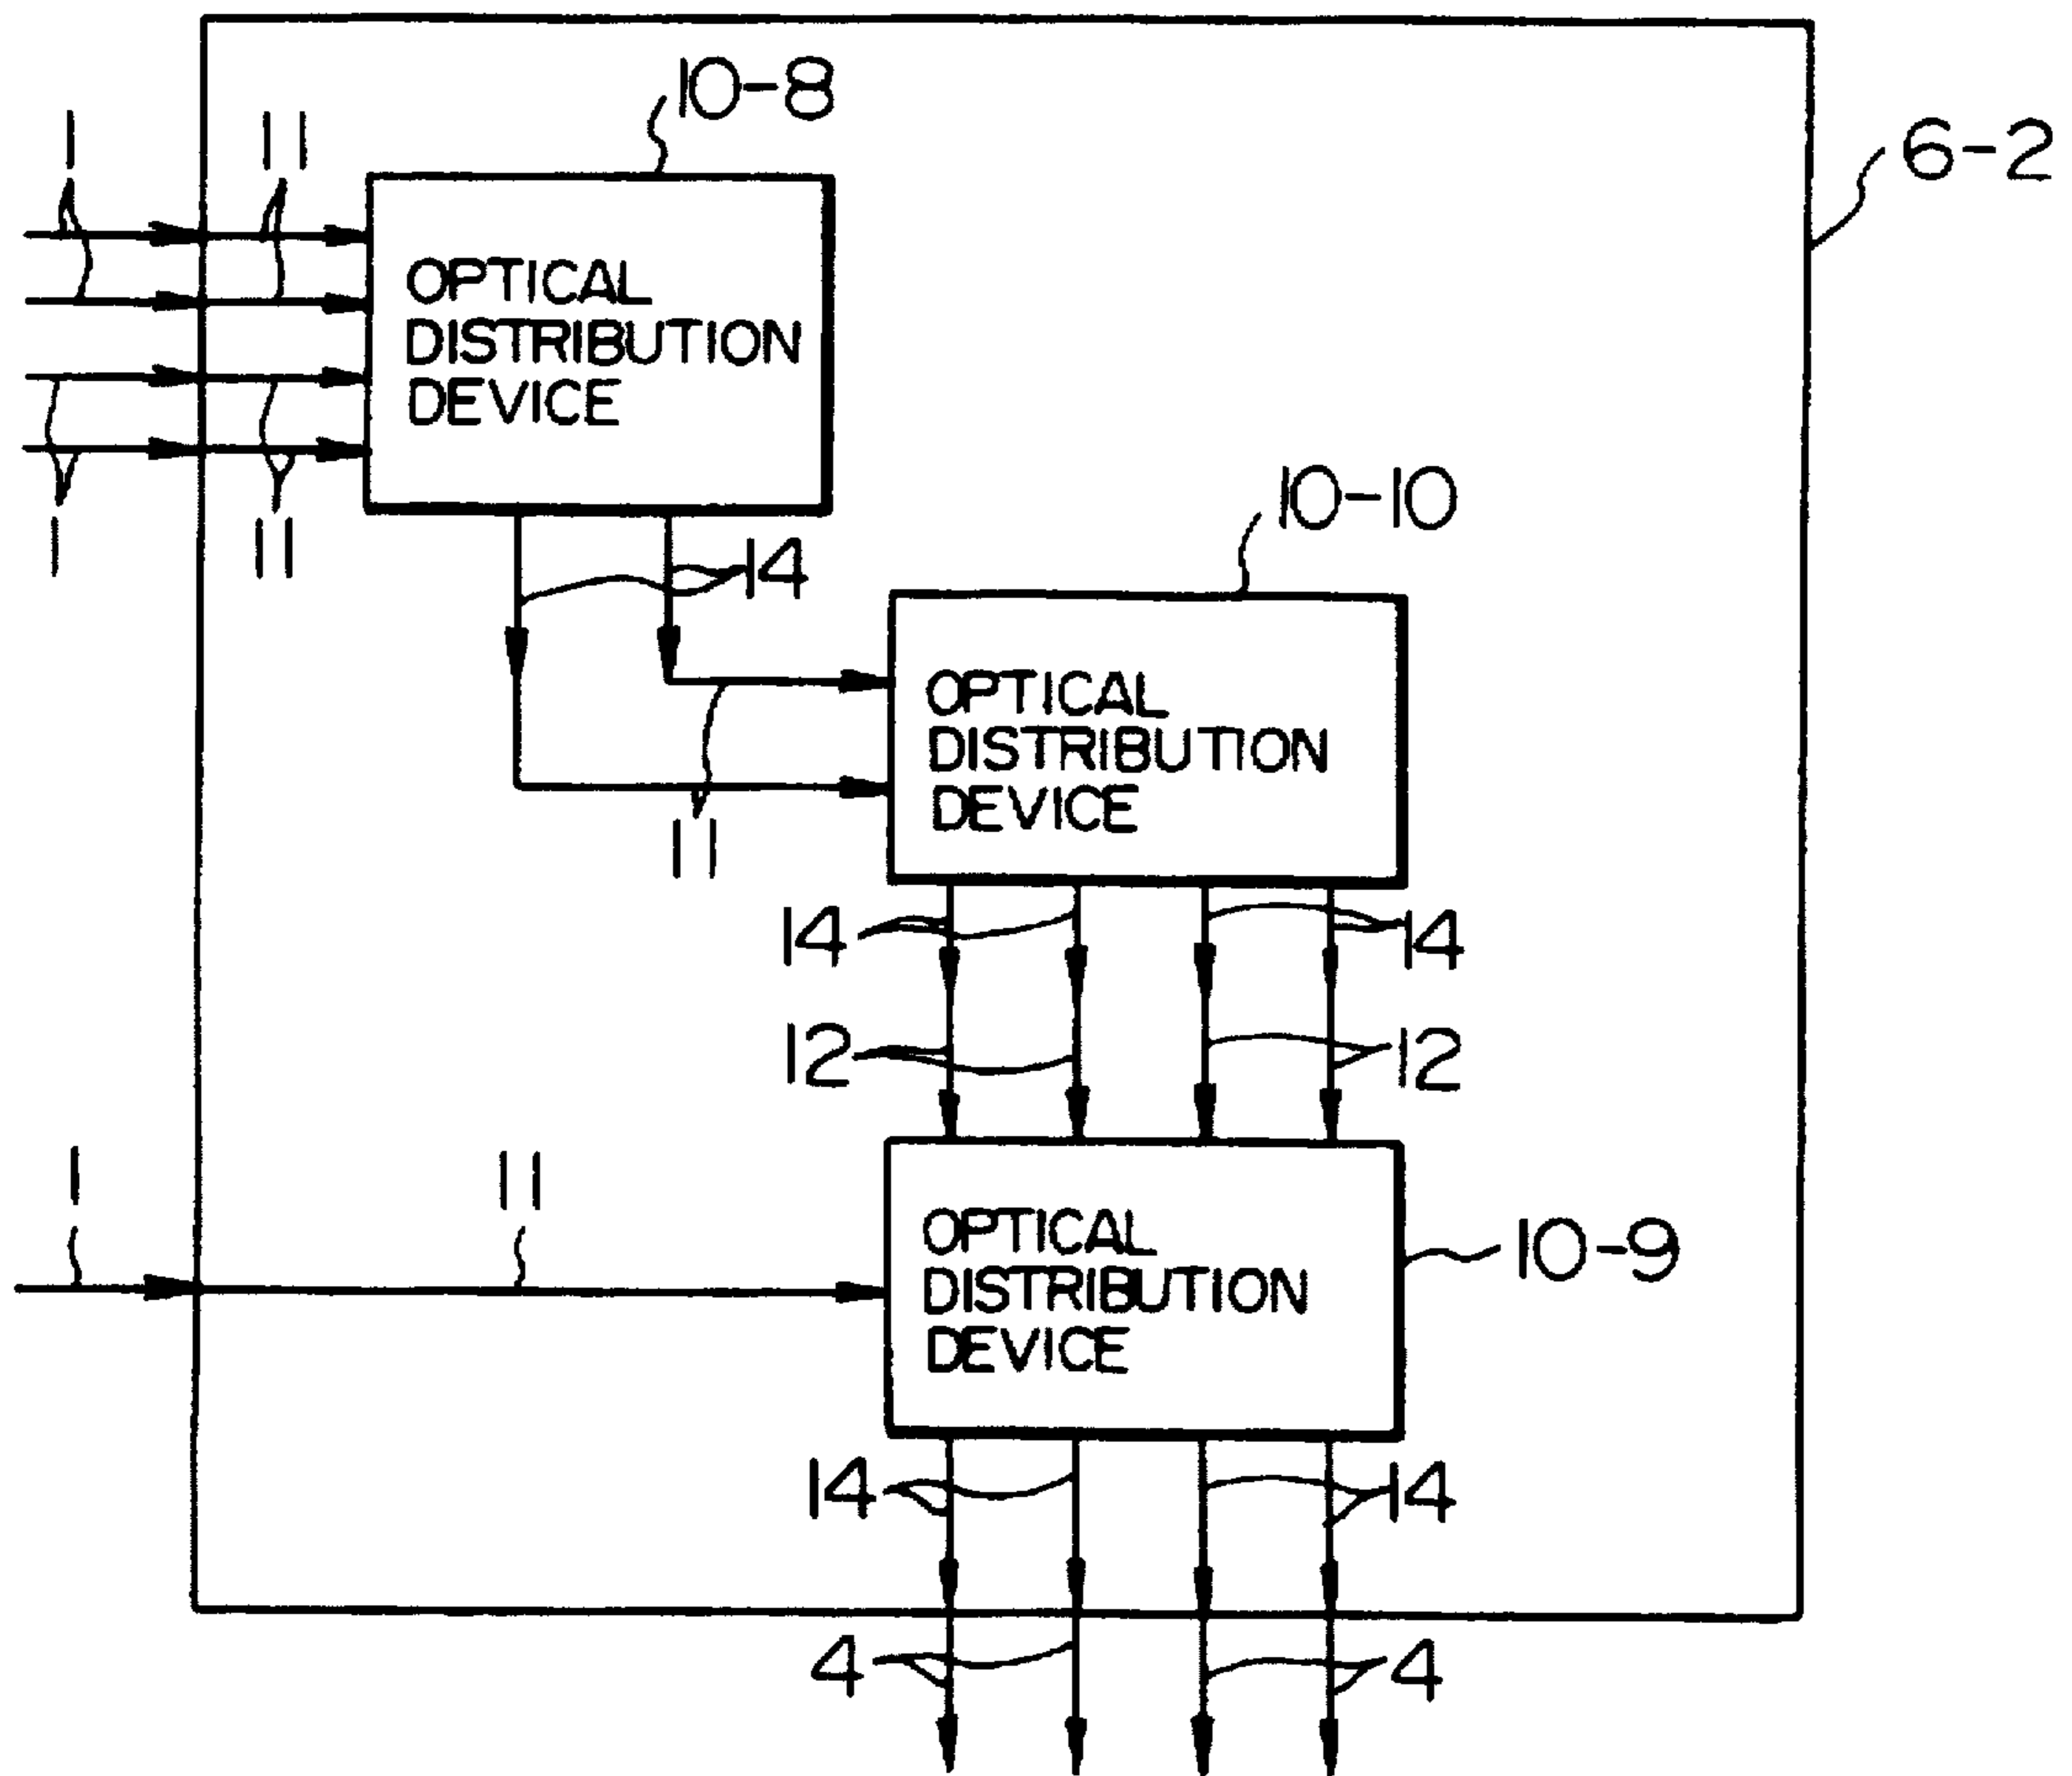 10-8
1
11
6-2
OPTICAL
DISTRIBUTION
DEVICE
1
11
10-10
14
OPTICAL
DISTRIBUTION
DEVICE
11
14
14
12
12
1
11
OPTICAL
DISTRIBUTION
DEVICE
10-9
14
14
4
4